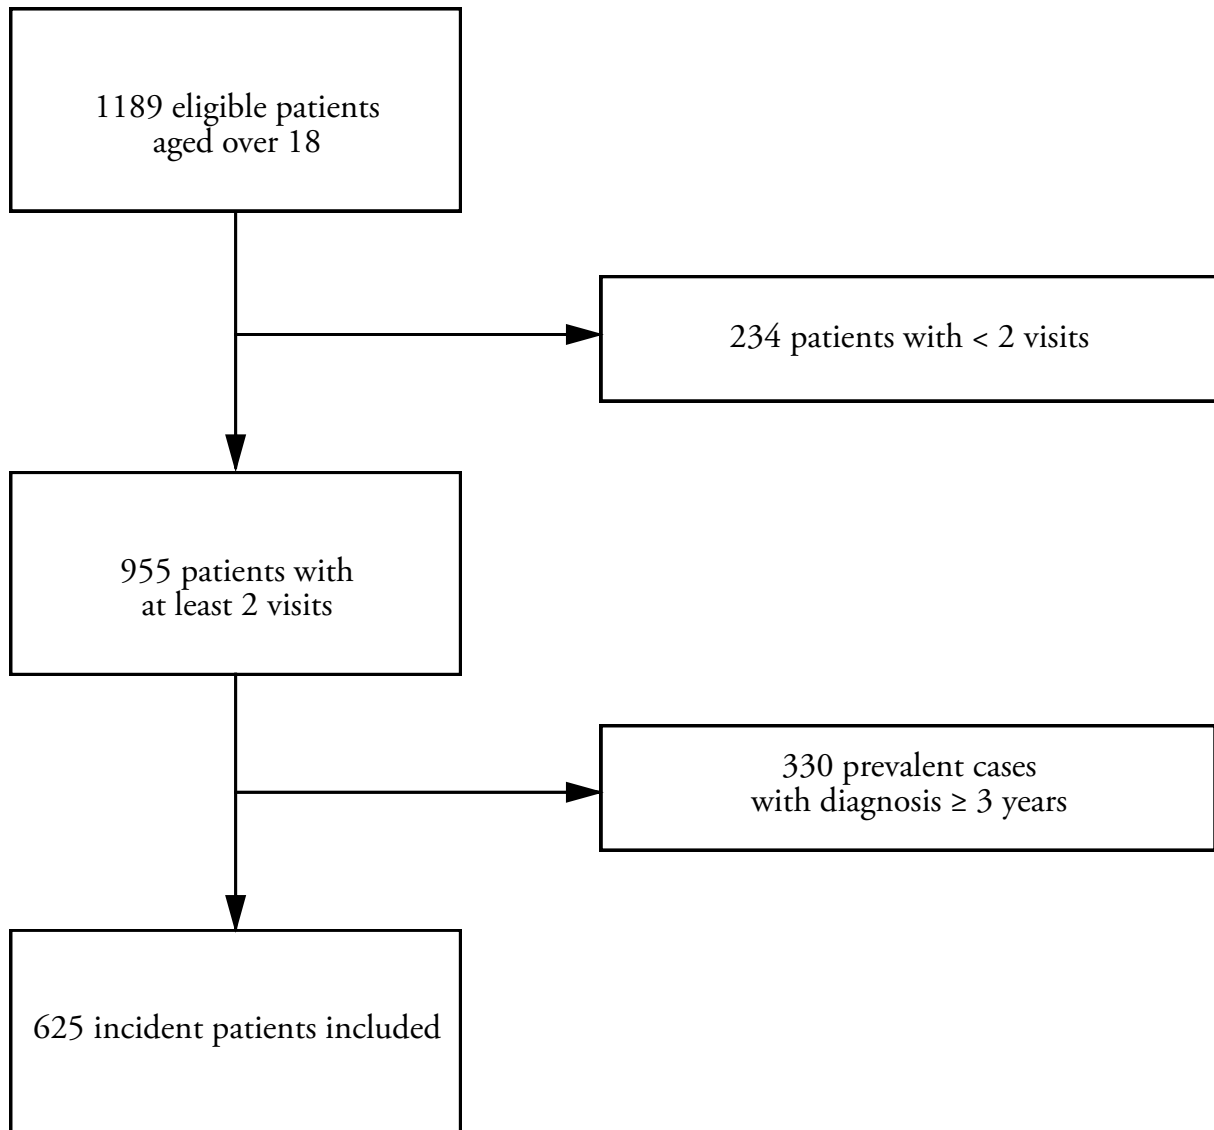 1189 eligible patients
aged over 18
234 patients with < 2 visits
955 patients with
at least 2 visits
330 prevalent cases
with diagnosis ≥ 3 years
625 incident patients included